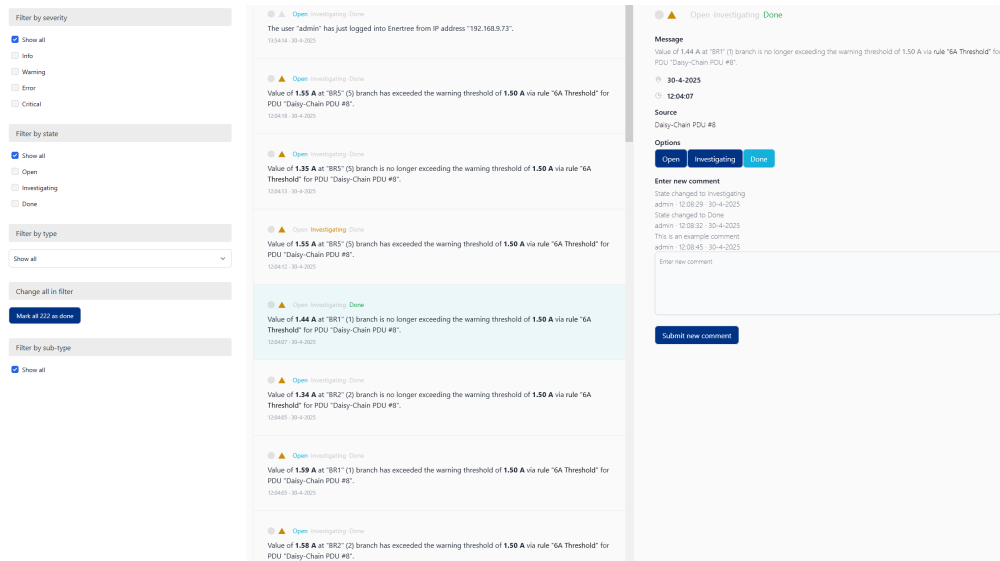 Filter by severity
Show all
Info
Warning
Error
Critical
Filter by state
Show all
Open
Investigating
Done
Filter by type
Show all
Change all in filter
Mark all 222 as done
Filter by sub-type
Show all
Open Investigating Done
The user "admin" has just logged into Enertree from IP address "192.168.9.73".
13:54:14 · 30-4-2025
Open Investigating Done
Value of 1.55 A at "BR5" (5) branch has exceeded the warning threshold of 1.50 A via rule "6A Threshold" for
PDU "Daisy-Chain PDU #8".
12:04:18 · 30-4-2025
Open Investigating Done
Value of 1.35 A at "BR5" (5) branch is no longer exceeding the warning threshold of 1.50 A via rule "6A
Threshold" for PDU "Daisy-Chain PDU #8".
12:04:13 · 30-4-2025
Open Investigating Done
Value of 1.55 A at "BR5" (5) branch has exceeded the warning threshold of 1.50 A via rule "6A Threshold" for
PDU "Daisy-Chain PDU #8".
12:04:12 · 30-4-2025
Open Investigating Done
Value of 1.44 A at "BR1" (1) branch is no longer exceeding the warning threshold of 1.50 A via rule "6A
Threshold" for PDU "Daisy-Chain PDU #8".
12:04:07 · 30-4-2025
Open Investigating Done
Value of 1.34 A at "BR2" (2) branch is no longer exceeding the warning threshold of 1.50 A via rule "6A
Threshold" for PDU "Daisy-Chain PDU #8".
12:04:05 · 30-4-2025
Open Investigating Done
Value of 1.59 A at "BR1" (1) branch has exceeded the warning threshold of 1.50 A via rule "6A Threshold" for
PDU "Daisy-Chain PDU #8".
12:04:05 · 30-4-2025
Open Investigating Done
Value of 1.58 A at "BR2" (2) branch has exceeded the warning threshold of 1.50 A via rule "6A Threshold" for
PDU "Daisy-Chain PDU #8".
Open Investigating Done
Message
Value of 1.44 A at "BR1" (1) branch is no longer exceeding the warning threshold of 1.50 A via rule "6A Threshold" for
PDU "Daisy-Chain PDU #8".
30-4-2025
12:04:07
Source
Daisy-Chain PDU #8
Options
Open Investigating Done
Enter new comment
State changed to Investigating
admin · 12:08:29 · 30-4-2025
State changed to Done
admin · 12:08:32 · 30-4-2025
This is an example comment
admin · 12:08:45 · 30-4-2025
Enter new comment
Submit new comment